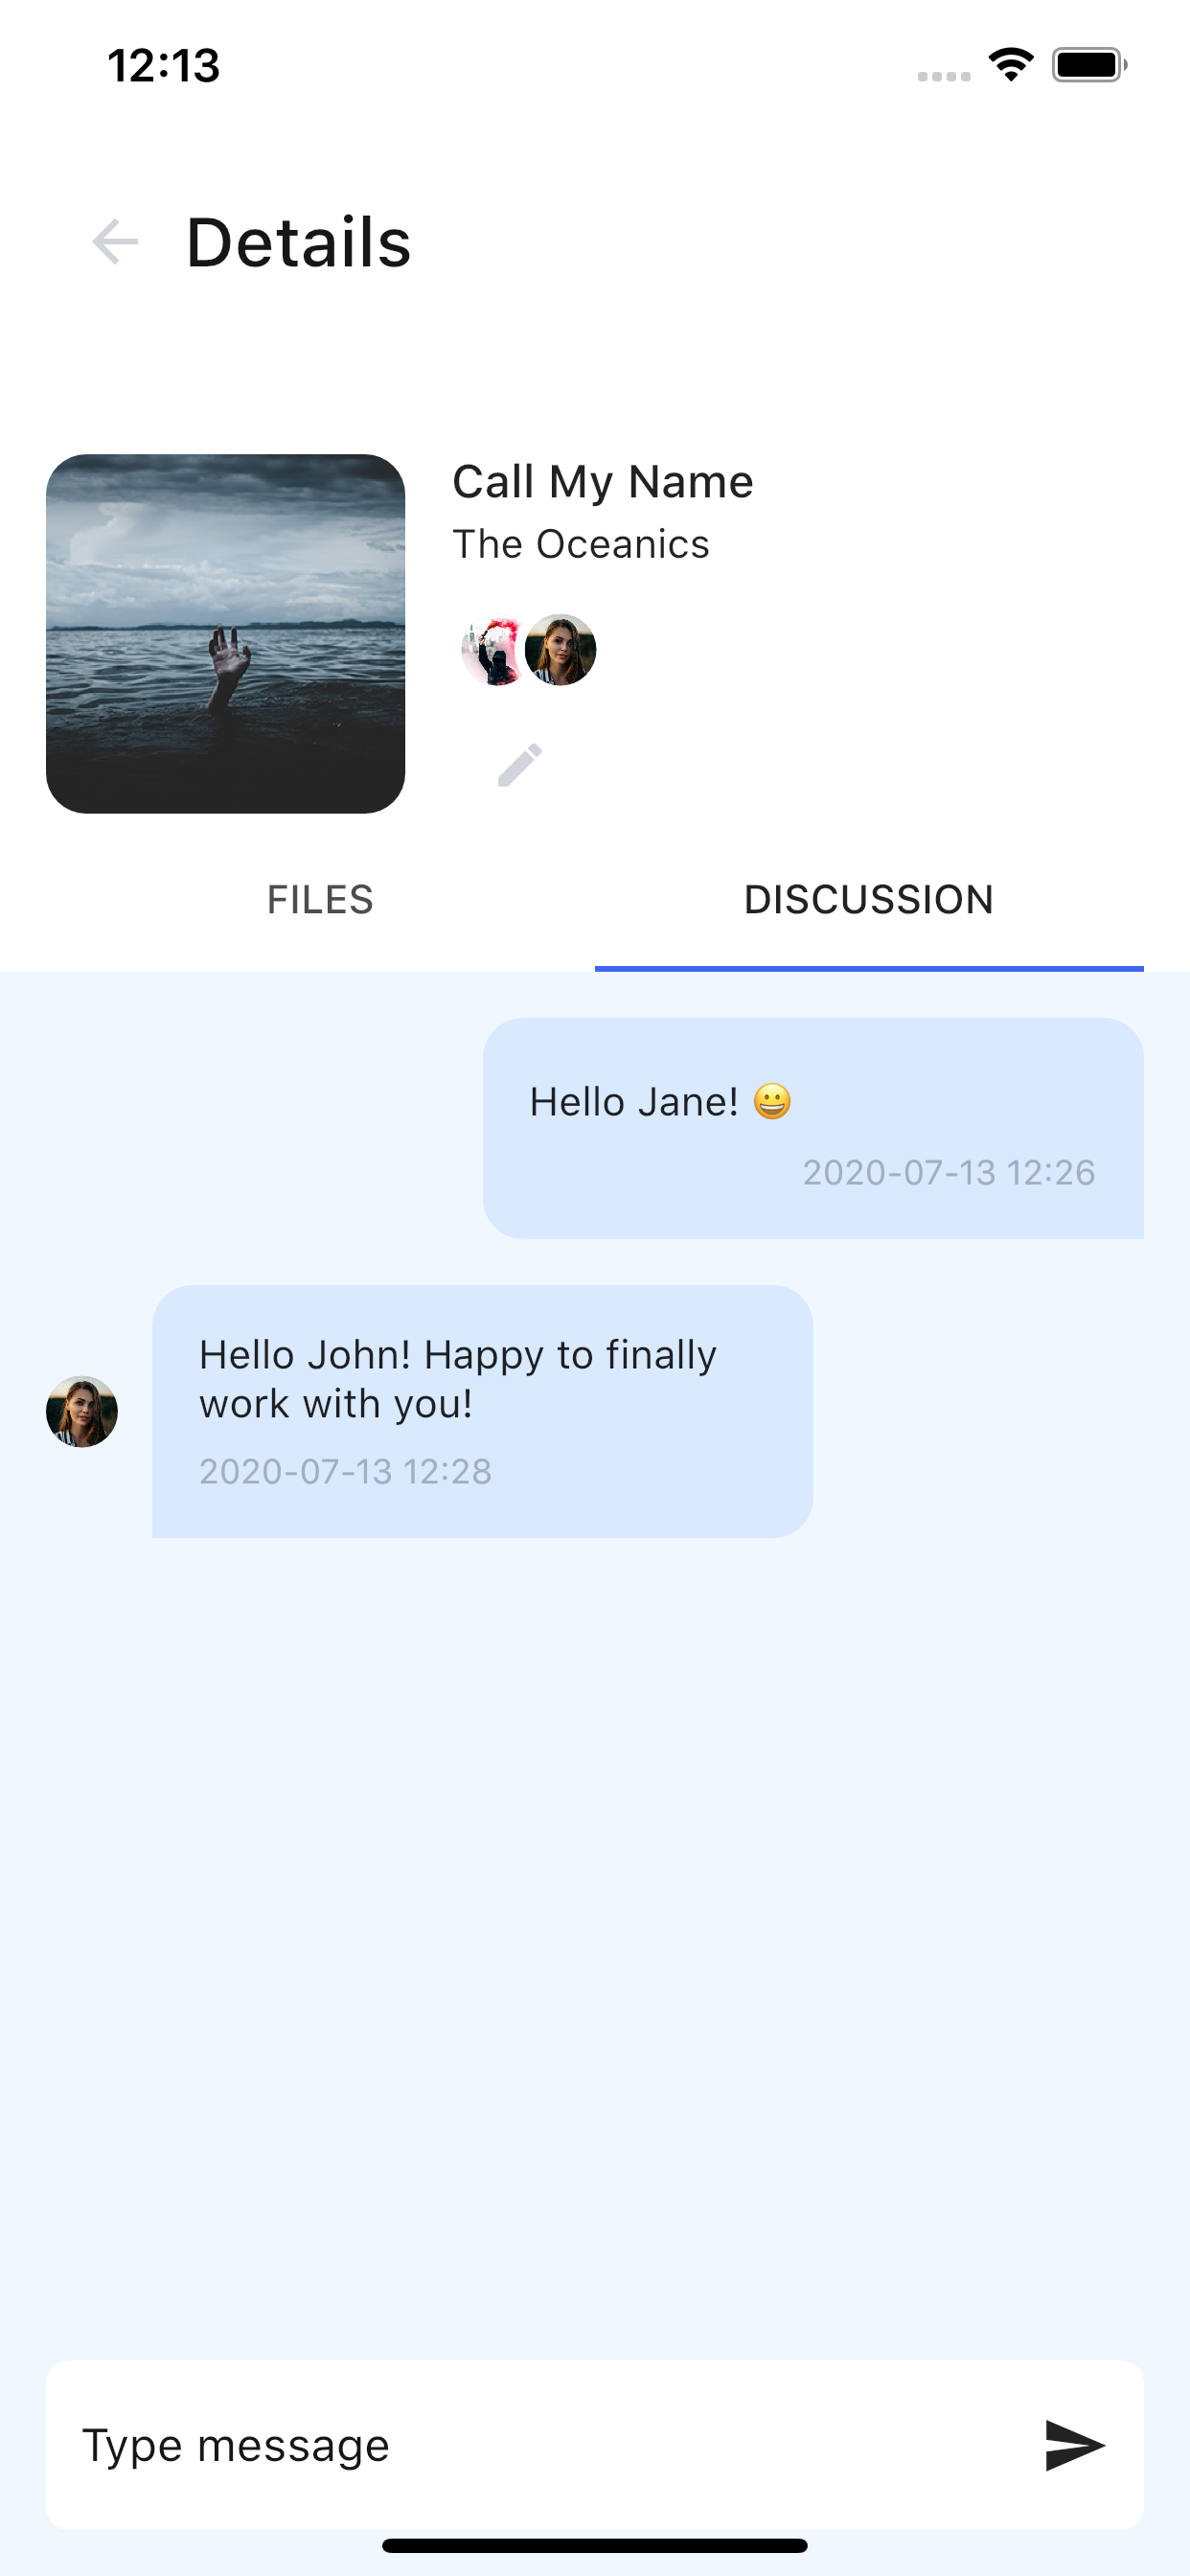 12:13
Details
Call My Name
The Oceanics
FILES
DISCUSSION
Hello Jane! 😀
2020-07-13 12:26
Hello John! Happy to finally
work with you!
2020-07-13 12:28
Type message